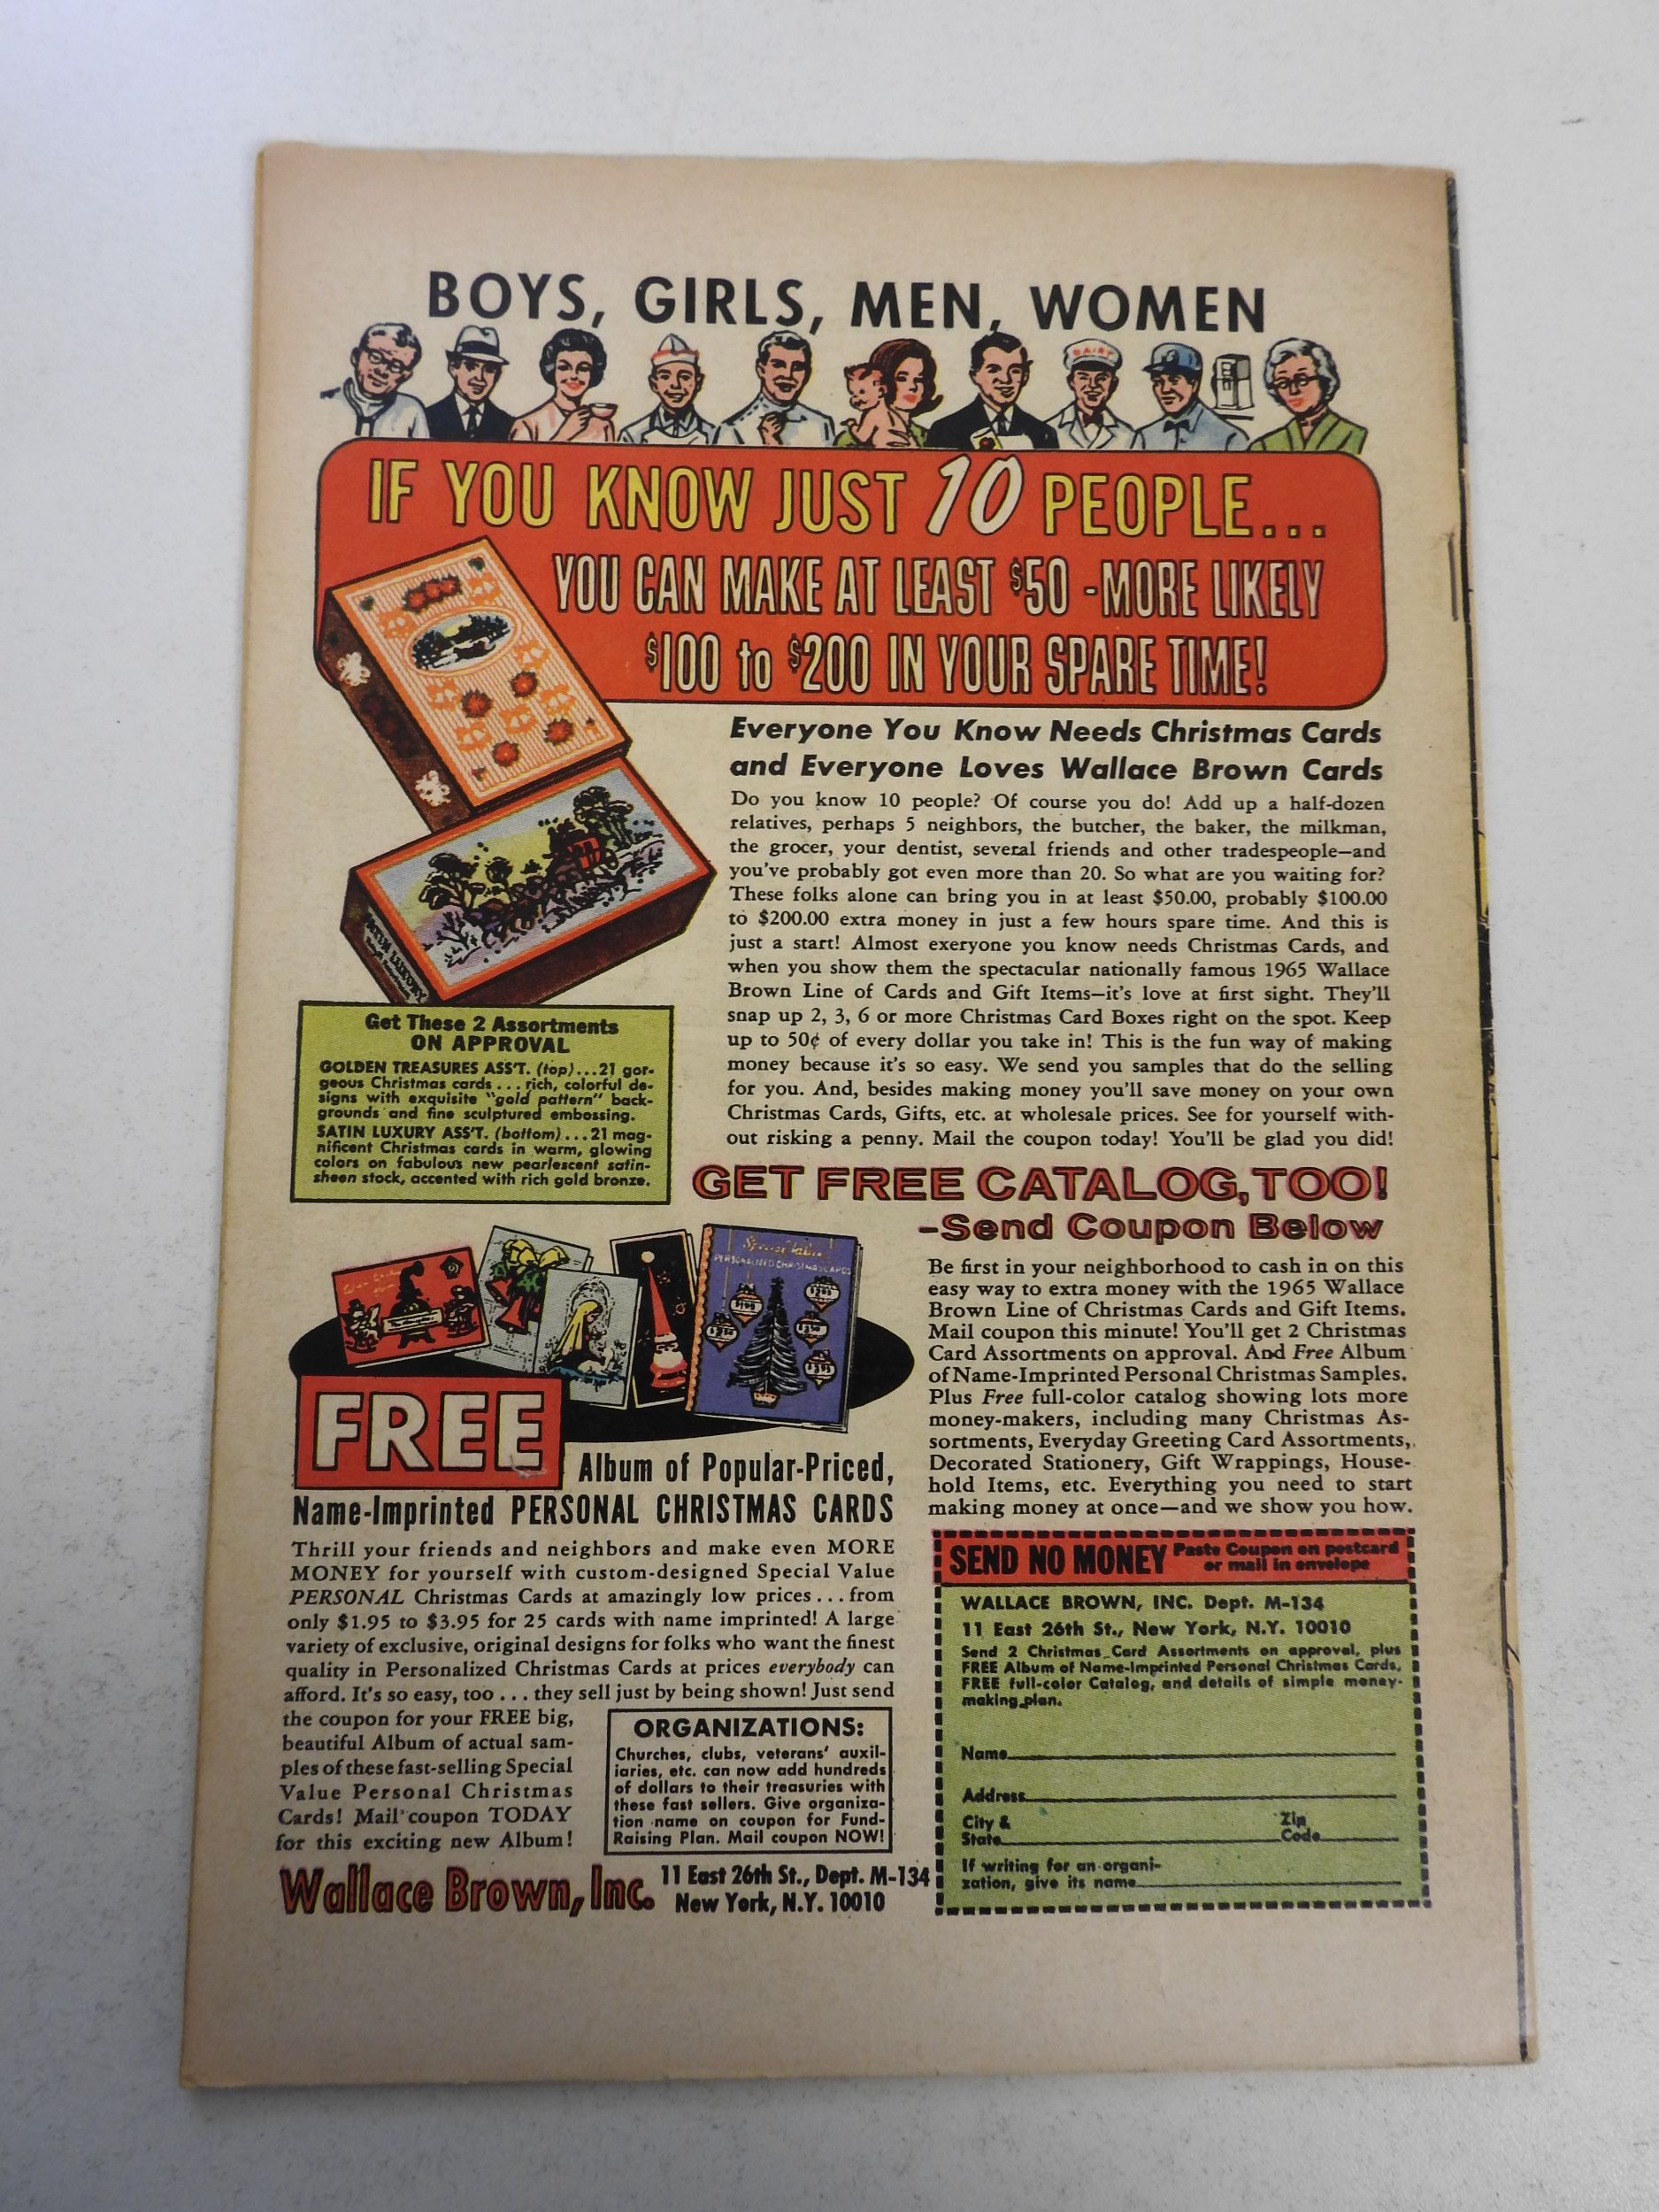 BOYS, GIRLS, MEN, WOMEN
DAIRY
IF YOU KNOW JUST 10 PEOPLE...
YOU CAN MAKE AT LEAST $50 -MORE LIKELY
$100 to $200 IN YOUR SPARE TIME!
Everyone You Know Needs Christmas Cards
and Everyone Loves Wallace Brown Cards
Do you know 10 people? Of course you do! Add up a half-dozen
relatives, perhaps 5 neighbors, the butcher, the baker, the milkman,
the grocer, your dentist, several friends and other tradespeople—and
you've probably got even more than 20. So what are you waiting for?
These folks alone can bring you in at least $50.00, probably $100.00
to $200.00 extra money in just a few hours spare time. And this is
just a start! Almost exeryone you know needs Christmas Cards, and
when you show them the spectacular nationally famous 1965 Wallace
Brown Line of Cards and Gift Items—it's love at first sight. They'll
snap up 2, 3, 6 or more Christmas Card Boxes right on the spot. Keep
up to 50¢ of every dollar you take in! This is the fun way of making
money because it's so easy. We send you samples that do the selling
for you. And, besides making money you'll save money on your own
Christmas Cards, Gifts, etc. at wholesale prices. See for yourself with-
out risking a penny. Mail the coupon today! You'll be glad you did!
SATIN LUXURY
Get These 2 Assortments
ON APPROVAL
GOLDEN TREASURES ASS'T. (top)...21 gor-
geous Christmas cards ... rich, colorful de-
signs with exquisite "gold pattern" back-
grounds and fine sculptured embossing.
SATIN LUXURY ASS'T. (bottom)...21 mag-
nificent Christmas cards in warm, glowing
colors on fabulous new pearlescent satin-
sheen stock, accented with rich gold bronze.
GET FREE CATALOG, TOO!
-Send Coupon Below
Be first in your neighborhood to cash in on this
easy way to extra money with the 1965 Wallace
Brown Line of Christmas Cards and Gift Items.
Mail coupon this minute! You'll get 2 Christmas
Card Assortments on approval. And Free Album
of Name-Imprinted Personal Christmas Samples.
Plus Free full-color catalog showing lots more
money-makers, including many Christmas As-
sortments, Everyday Greeting Card Assortments,
Decorated Stationery, Gift Wrappings, House-
hold Items, etc. Everything you need to start
making money at once—and we show you how.
Special Value
PERSONALIZED CHRISTMAS CARDS
FREE
Album of Popular-Priced,
Name-Imprinted PERSONAL CHRISTMAS CARDS
Thrill your friends and neighbors and make even MORE
MONEY for yourself with custom-designed Special Value
PERSONAL Christmas Cards at amazingly low prices ... from
only $1.95 to $3.95 for 25 cards with name imprinted! A large
variety of exclusive, original designs for folks who want the finest
quality in Personalized Christmas Cards at prices everybody can
afford. It's so easy, too ... they sell just by being shown! Just send
the coupon for your FREE big,
beautiful Album of actual sam-
ples of these fast-selling Special
Value Personal Christmas
Cards! Mail coupon TODAY
for this exciting new Album!
ORGANIZATIONS:
Churches, clubs, veterans' auxil-
iaries, etc. can now add hundreds
of dollars to their treasuries with
these fast sellers. Give organiza-
tion name on coupon for Fund-
Raising Plan. Mail coupon NOW!
Wallace Brown, Inc.
11 East 26th St., Dept. M-134
New York, N.Y. 10010
SEND NO MONEY Paste Coupon on postcard
or mail in envelope
WALLACE BROWN, INC. Dept. M-134
11 East 26th St., New York, N.Y. 10010
Send 2 Christmas Card Assortments on approval, plus
FREE Album of Name-Imprinted Personal Christmas Cards,
FREE full-color Catalog, and details of simple money-
making plan.
Name
Address
City &
State
Zip
Code
If writing for an organi-
zation, give its name